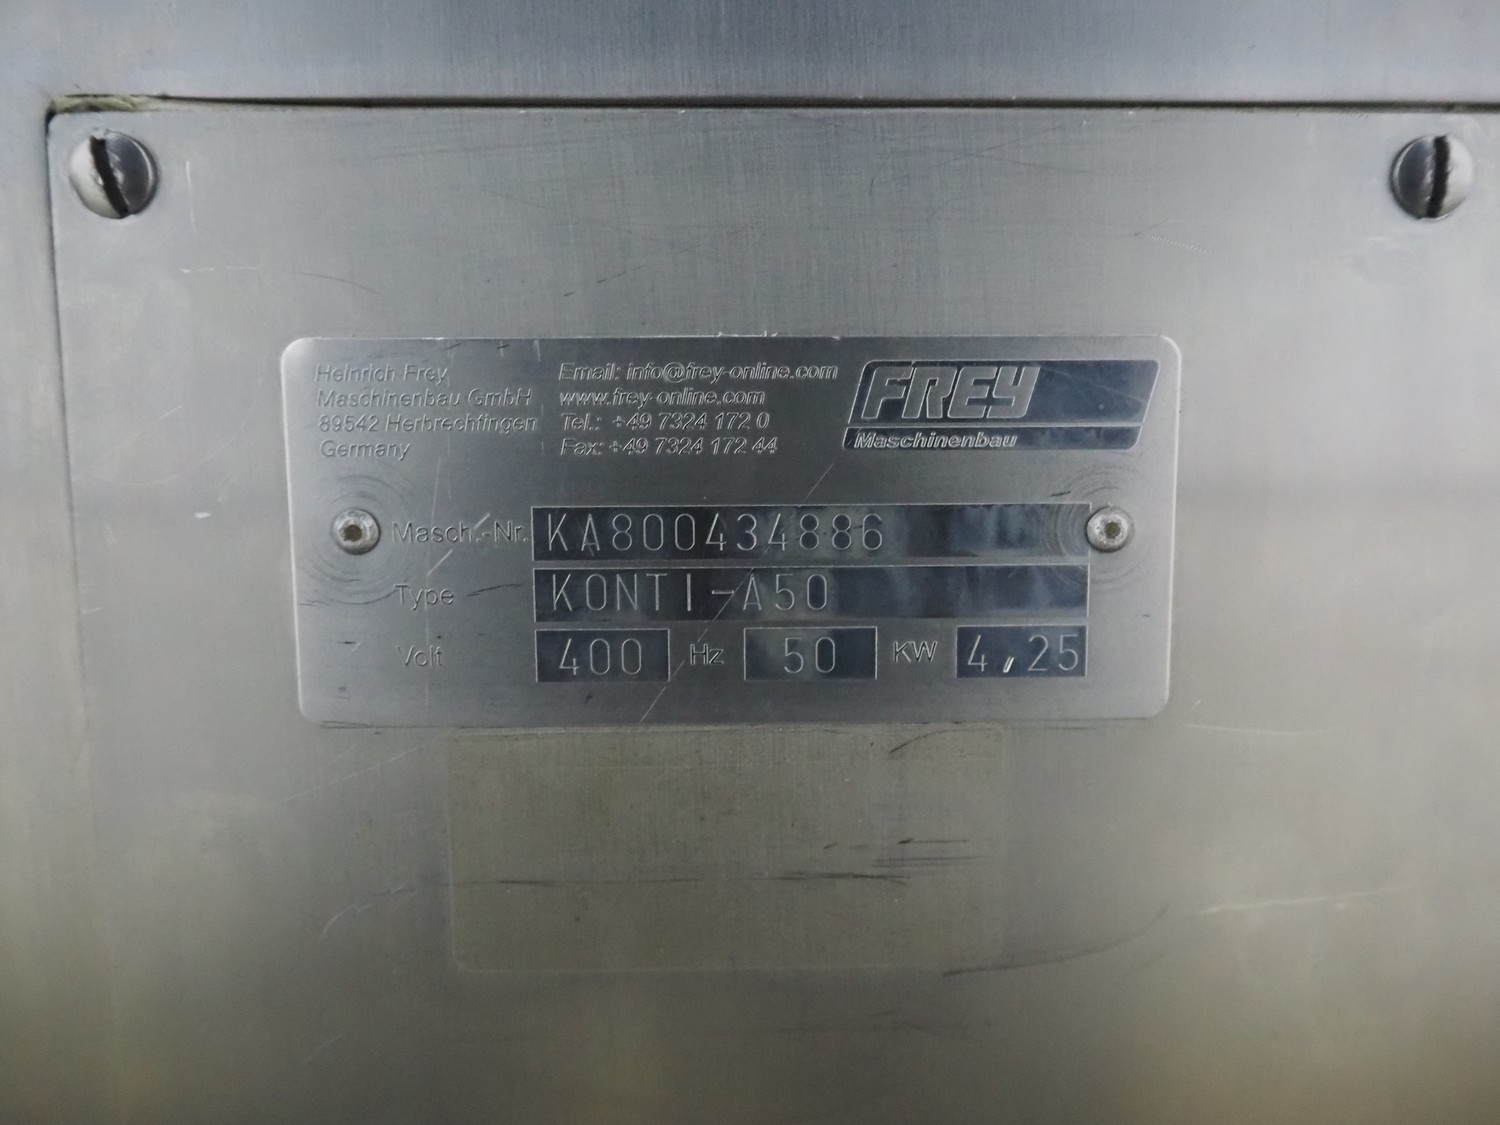 Heinrich Frey
Maschinenbau GmbH
89542 Herbrechtingen
Germany
Email: info@frey-online.com
www.frey-online.com
Tel.: +49 7324 172 0
Fax: +49 7324 172 44
FREY
Maschinenbau
Masch.-Nr. KA800434886
Type KONTI-A50
Volt 400 Hz 50 KW 4,25